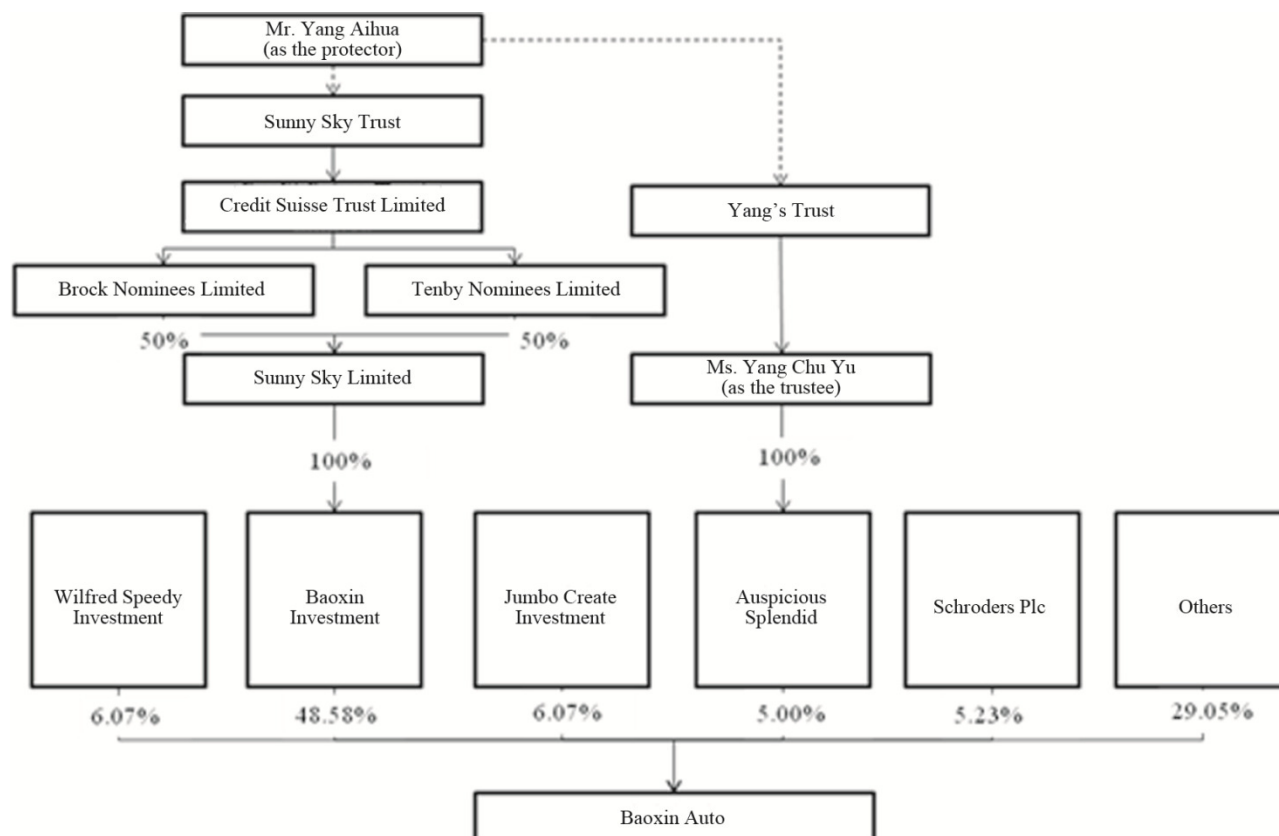 Mr. Yang Aihua
(as the protector)
Sunny Sky Trust
Credit Suisse Trust Limited
Yang’s Trust
Brock Nominees Limited
Tenby Nominees Limited
50%
50%
Sunny Sky Limited
Ms. Yang Chu Yu
(as the trustee)
100%
100%
Wilfred Speedy
Investment
Baoxin
Investment
Jumbo Create
Investment
Auspicious
Splendid
Schroders Plc
Others
6.07%
48.58%
6.07%
5.00%
5.23%
29.05%
Baoxin Auto